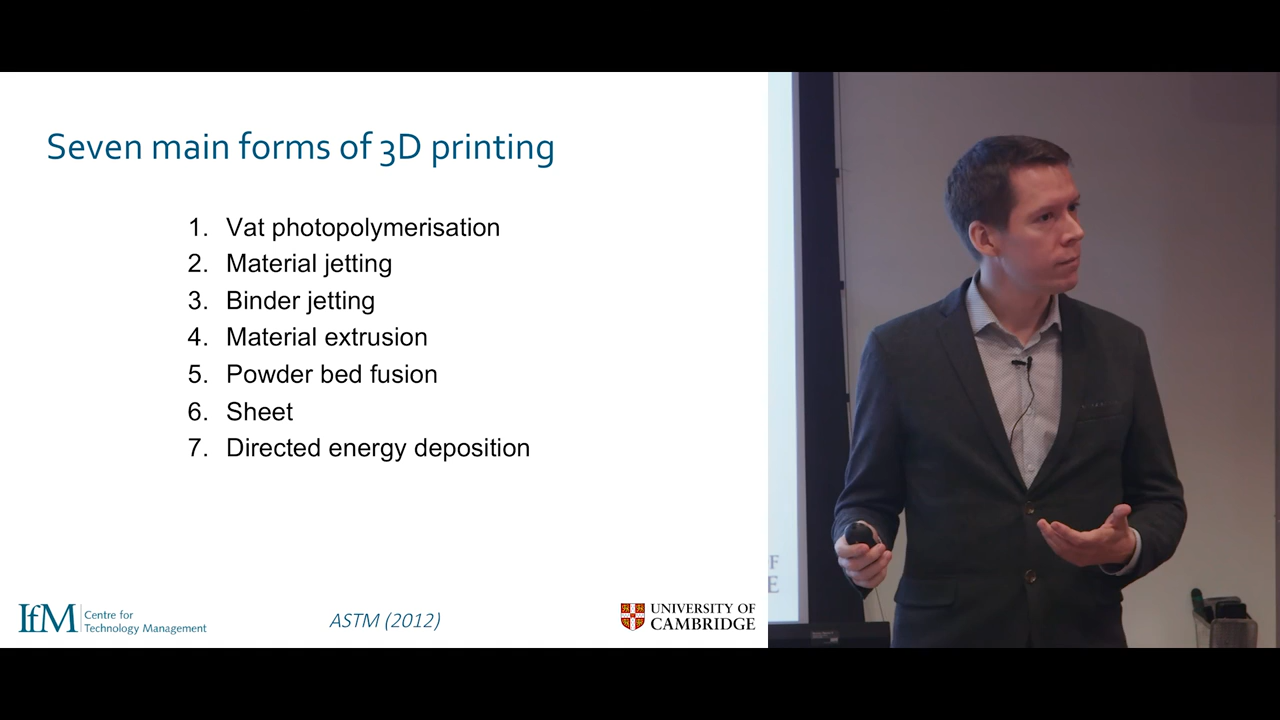 Seven main forms of 3D printing
1. Vat photopolymerisation
2. Material jetting
3. Binder jetting
4. Material extrusion
5. Powder bed fusion
6. Sheet
7. Directed energy deposition
IfM Centre for
Technology Management
ASTM (2012)
UNIVERSITY OF
CAMBRIDGE
F
E